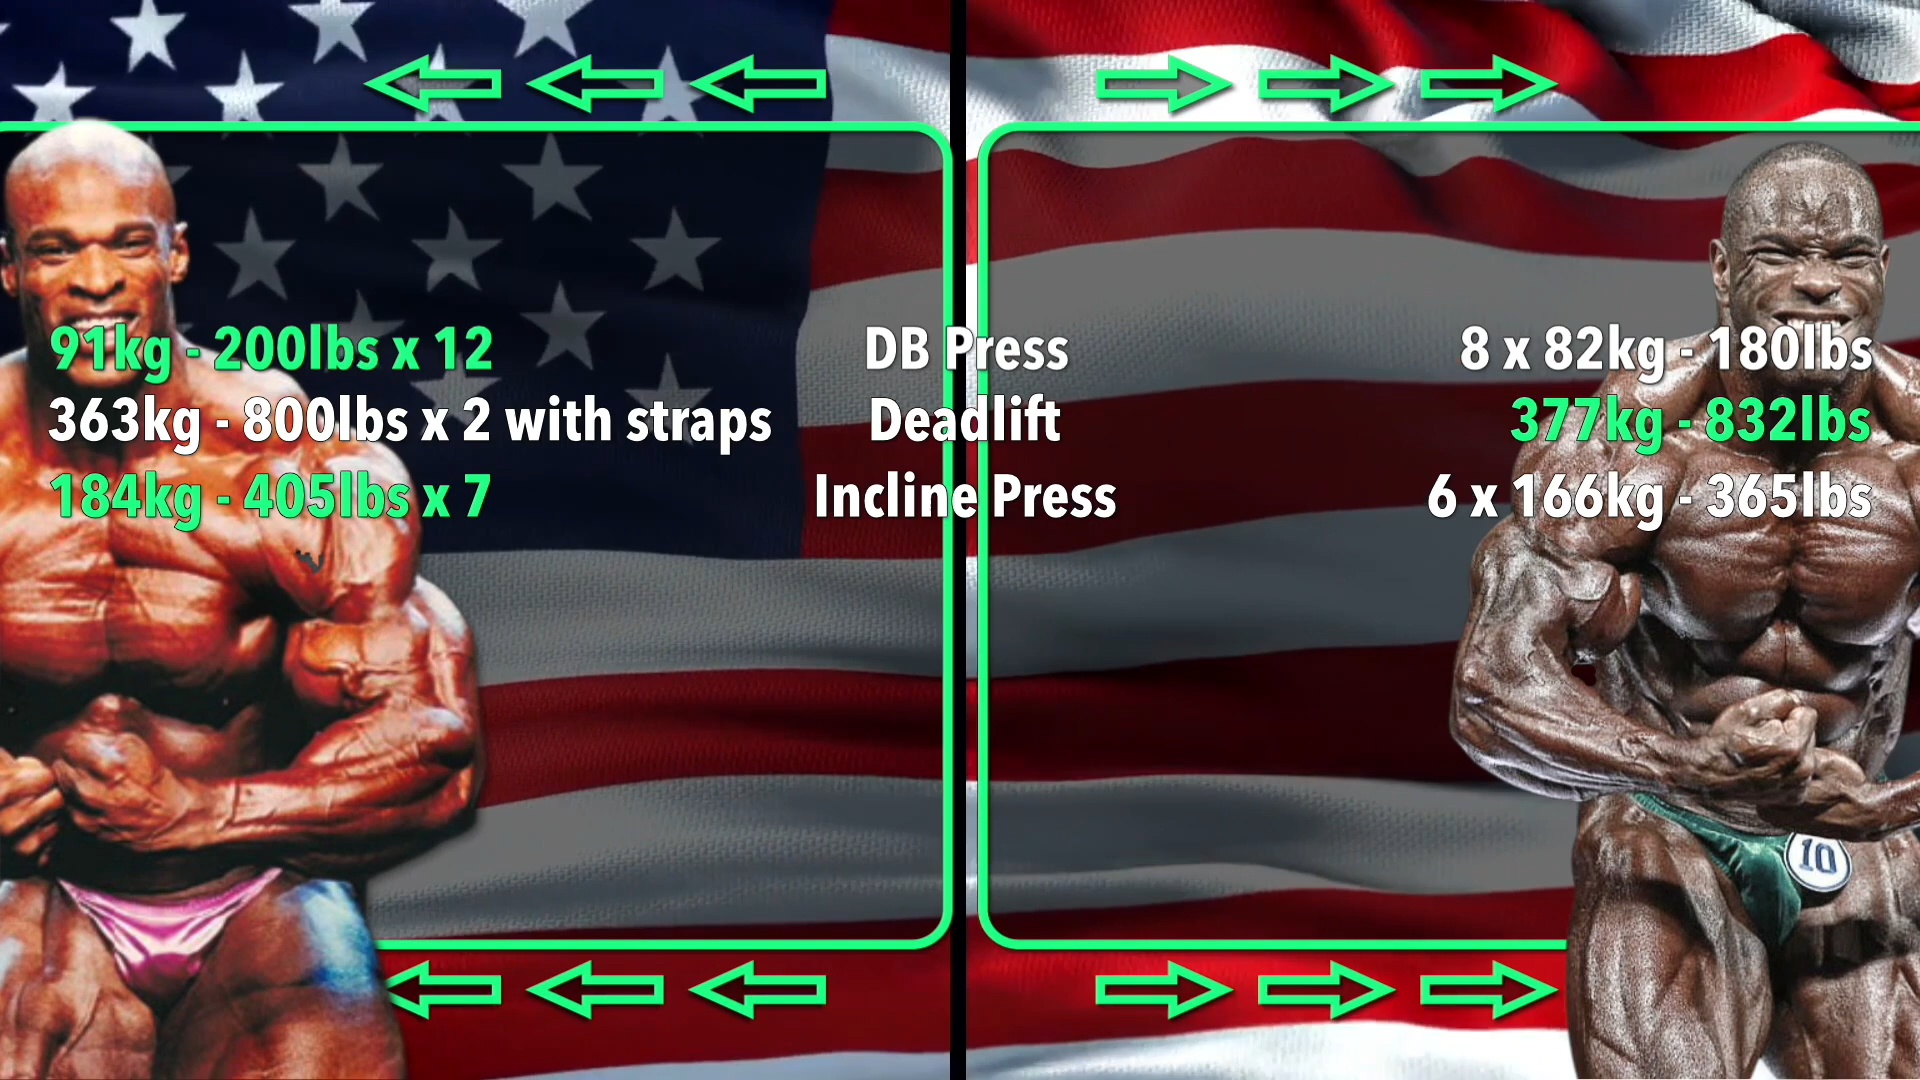 91kg - 200lbs x 12 DB Press 8 x 82kg - 180lbs
363kg - 800lbs x 2 with straps Deadlift 377kg - 832lbs
184kg - 405lbs x 7 Incline Press 6 x 166kg - 365lbs
10